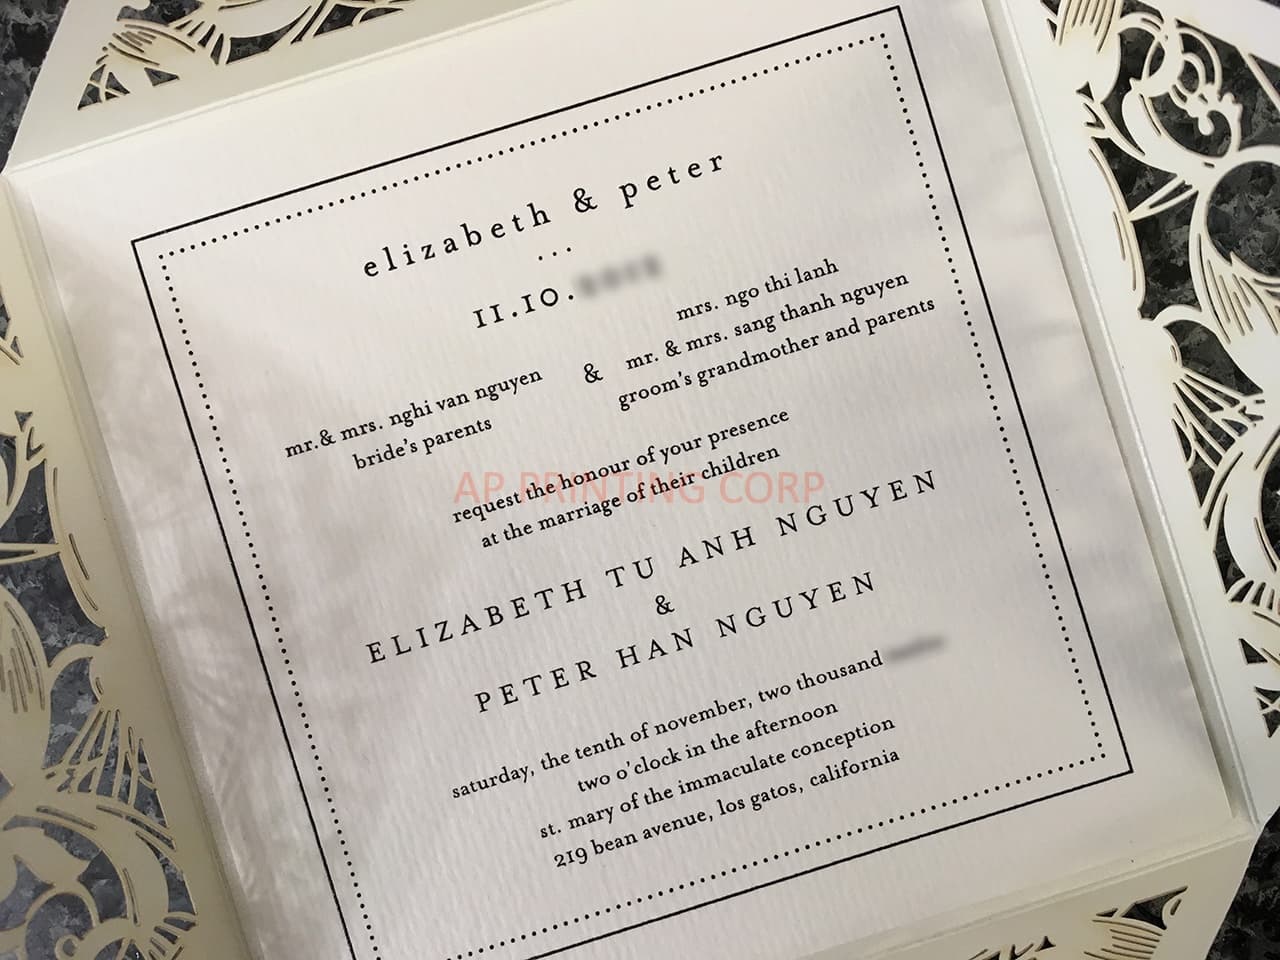 elizabeth & peter
...
11.10.
mr.& mrs. nghi van nguyen
bride's parents
&
mrs. ngo thi lanh
mr. & mrs. sang thanh nguyen
groom's grandmother and parents
request the honour of your presence
at the marriage of their children
AP PRINTING CORP
ELIZABETH TU ANH NGUYEN
&
PETER HAN NGUYEN
saturday, the tenth of november, two thousand
two o'clock in the afternoon
st. mary of the immaculate conception
219 bean avenue, los gatos, california